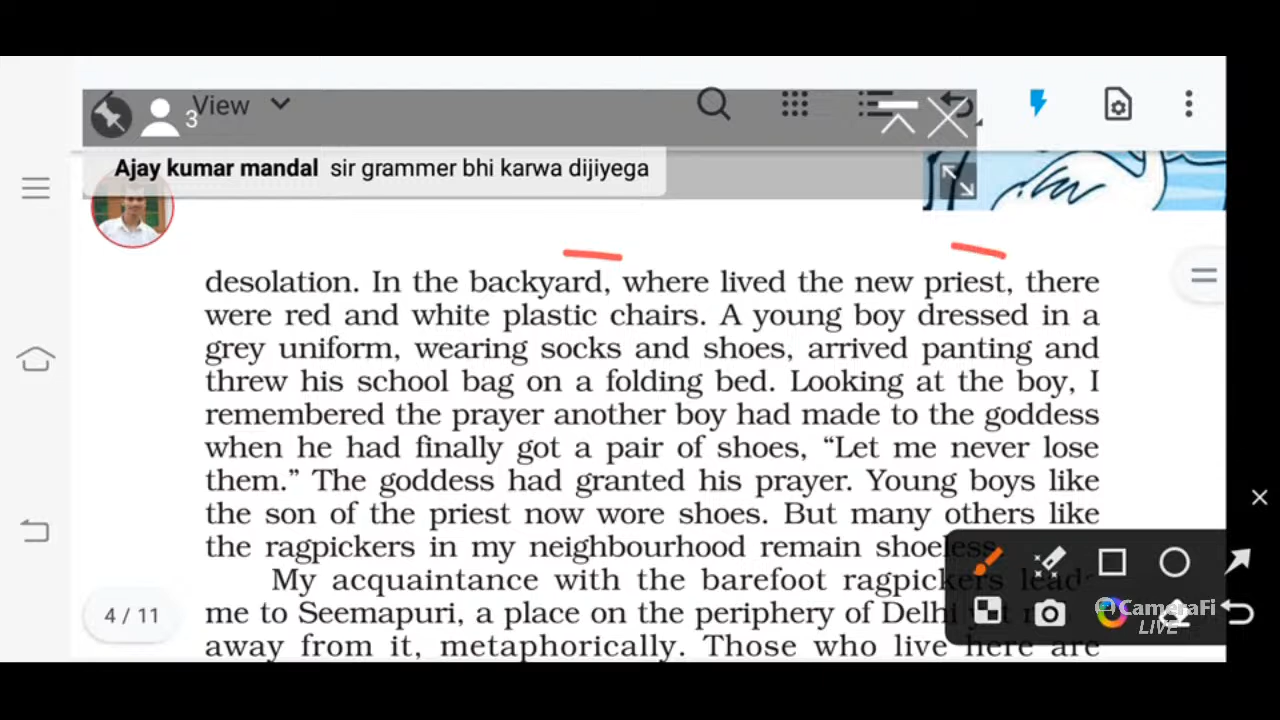 View
3
Ajay kumar mandal sir grammer bhi karwa dijiyega
desolation. In the backyard, where lived the new priest, there
were red and white plastic chairs. A young boy dressed in a
grey uniform, wearing socks and shoes, arrived panting and
threw his school bag on a folding bed. Looking at the boy, I
remembered the prayer another boy had made to the goddess
when he had finally got a pair of shoes, “Let me never lose
them.” The goddess had granted his prayer. Young boys like
the son of the priest now wore shoes. But many others like
the ragpickers in my neighbourhood remain shoeless.
My acquaintance with the barefoot ragpickers leads
me to Seemapuri, a place on the periphery of Delhi
away from it, metaphorically. Those who live here are
4 / 11
CameraFi
LIVE